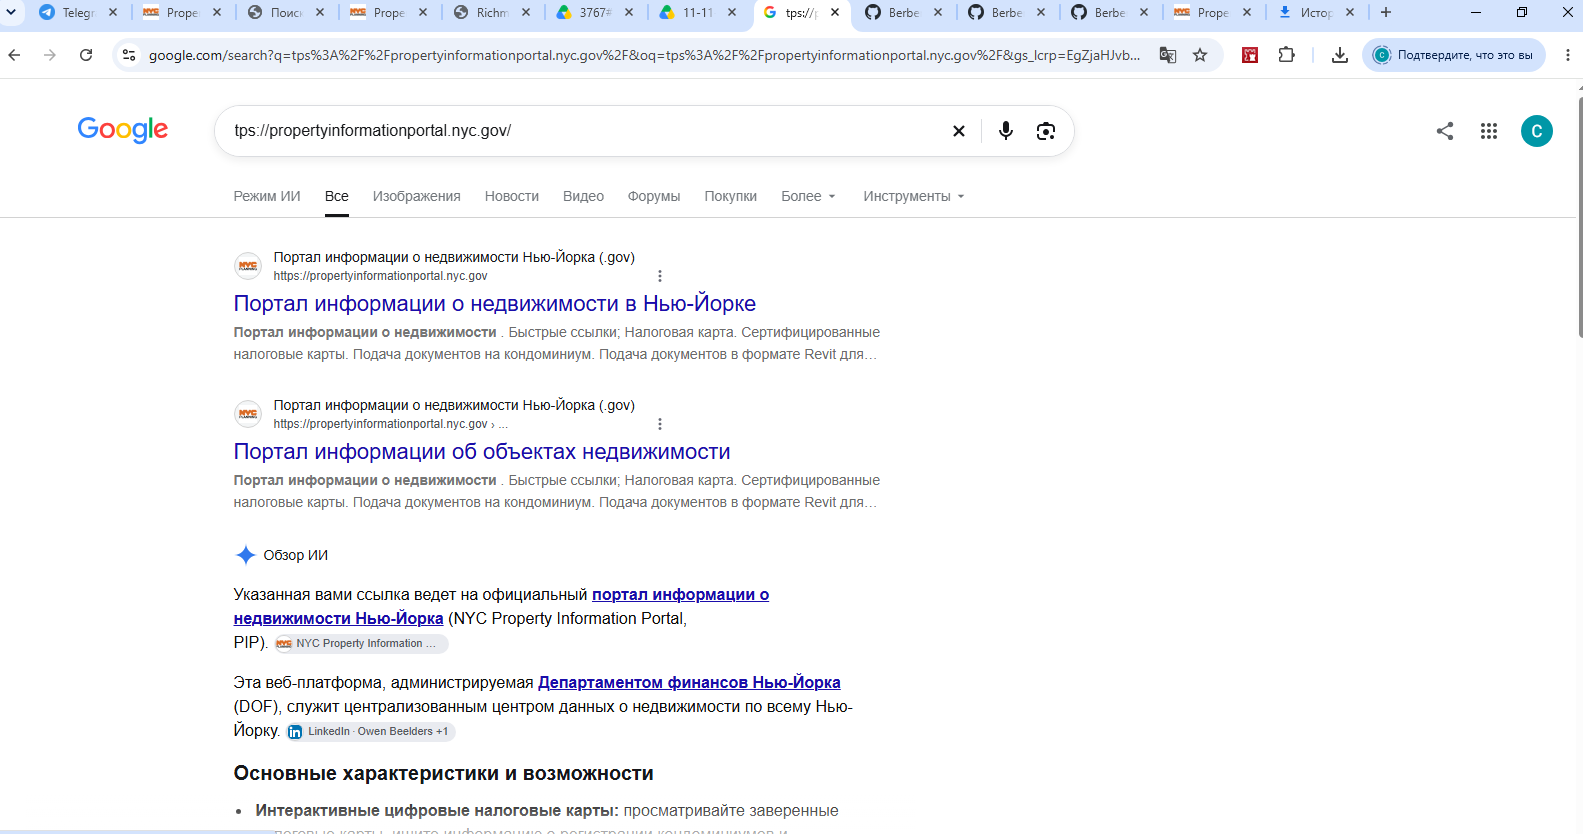 Telegr
Proper
Поиск
Proper
Richm
3767#
11-11
tps://p
Berbe
Berbe
Berbe
Prope
Истор
google.com/search?q=tps%3A%2F%2Fpropertyinformationportal.nyc.gov%2F&oq=tps%3A%2F%2Fpropertyinformationportal.nyc.gov%2F&gs_lcrp=EgZjaHJvb...
Подтвердите, что это вы
Google
tps://propertyinformationportal.nyc.gov/
C
Режим ИИ Все Изображения Новости Видео Форумы Покупки Более Инструменты
Портал информации о недвижимости Нью-Йорка (.gov)
https://propertyinformationportal.nyc.gov
Портал информации о недвижимости в Нью-Йорке
Портал информации о недвижимости . Быстрые ссылки; Налоговая карта. Сертифицированные
налоговые карты. Подача документов на кондоминиум. Подача документов в формате Revit для…
Портал информации о недвижимости Нью-Йорка (.gov)
https://propertyinformationportal.nyc.gov › ...
Портал информации об объектах недвижимости
Портал информации о недвижимости . Быстрые ссылки; Налоговая карта. Сертифицированные
налоговые карты. Подача документов на кондоминиум. Подача документов в формате Revit для…
Обзор ИИ
Указанная вами ссылка ведет на официальный портал информации о
недвижимости Нью-Йорка (NYC Property Information Portal,
PIP). NYC Property Information ...
Эта веб-платформа, администрируемая Департаментом финансов Нью-Йорка
(DOF), служит централизованным центром данных о недвижимости по всему Нью-
Йорку. LinkedIn · Owen Beelders +1
Основные характеристики и возможности
• Интерактивные цифровые налоговые карты: просматривайте заверенные